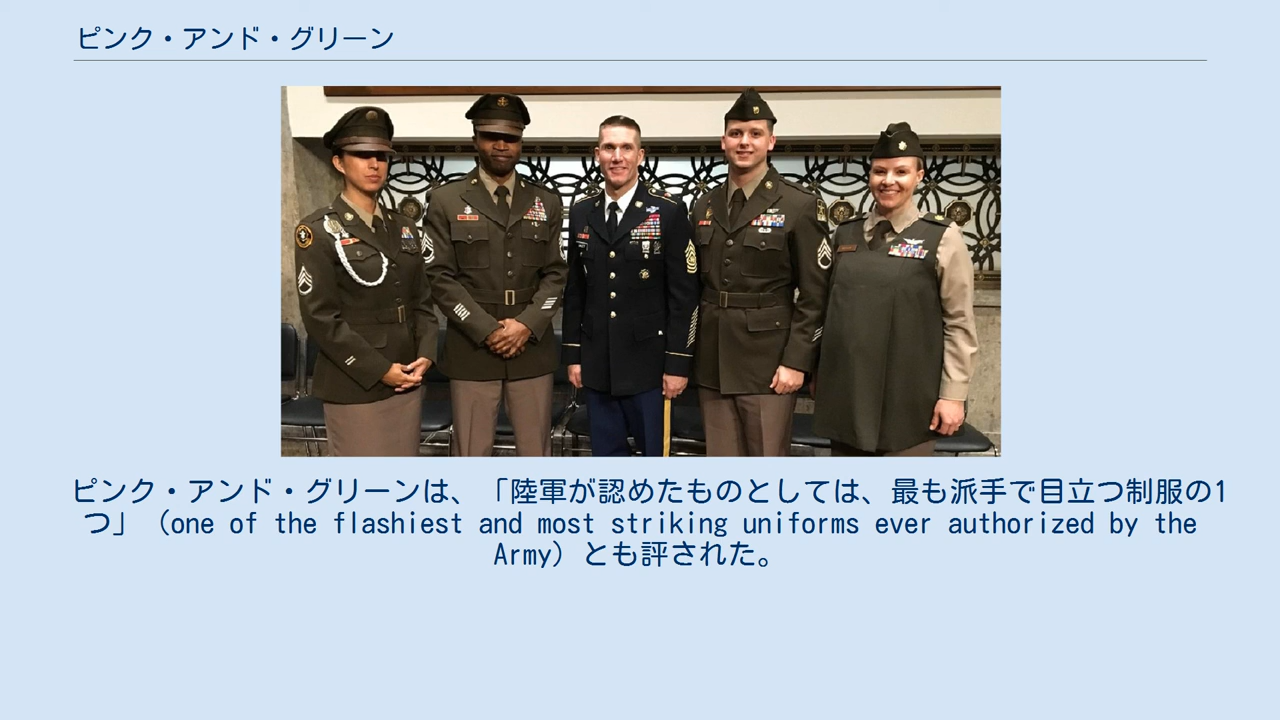 ピンク・アンド・グリーン
ピンク・アンド・グリーンは、「陸軍が認めたものとしては、最も派手で目立つ制服の1
つ」（one of the flashiest and most striking uniforms ever authorized by the
Army）とも評された。